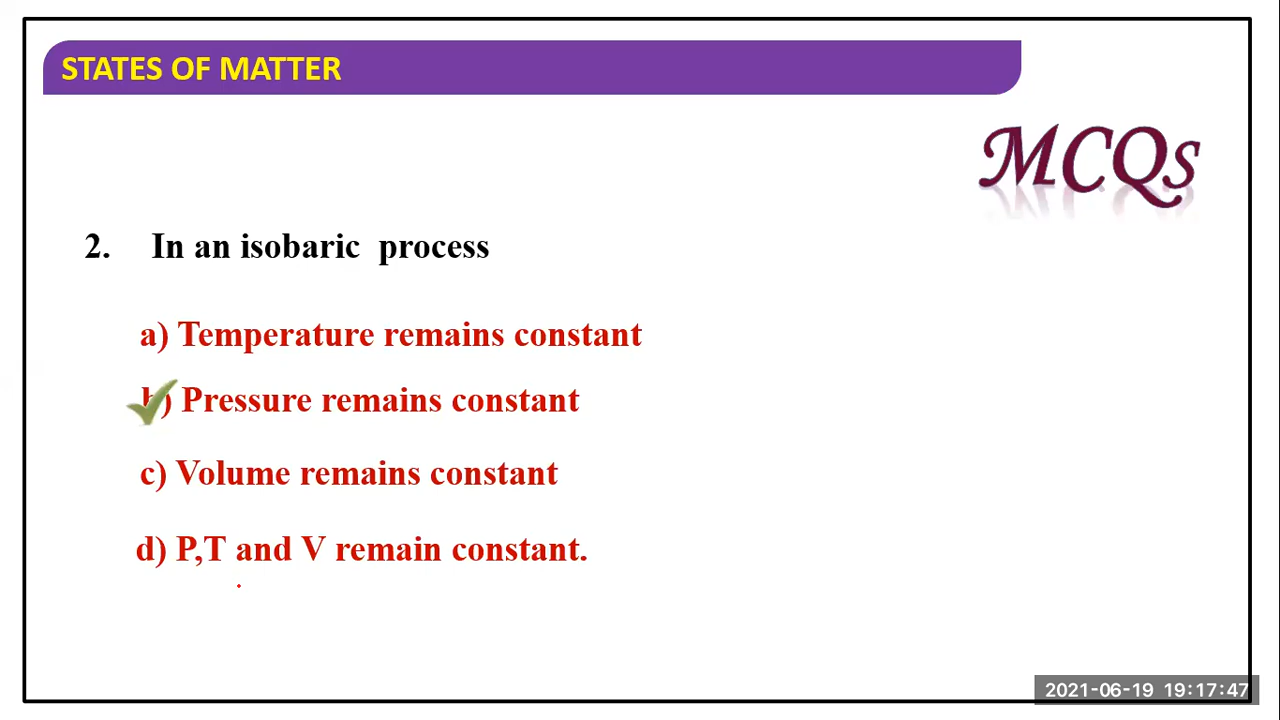 STATES OF MATTER
MCQs
2. In an isobaric process
a) Temperature remains constant
b) Pressure remains constant
c) Volume remains constant
d) P,T and V remain constant.
2021-06-19 19:17:47